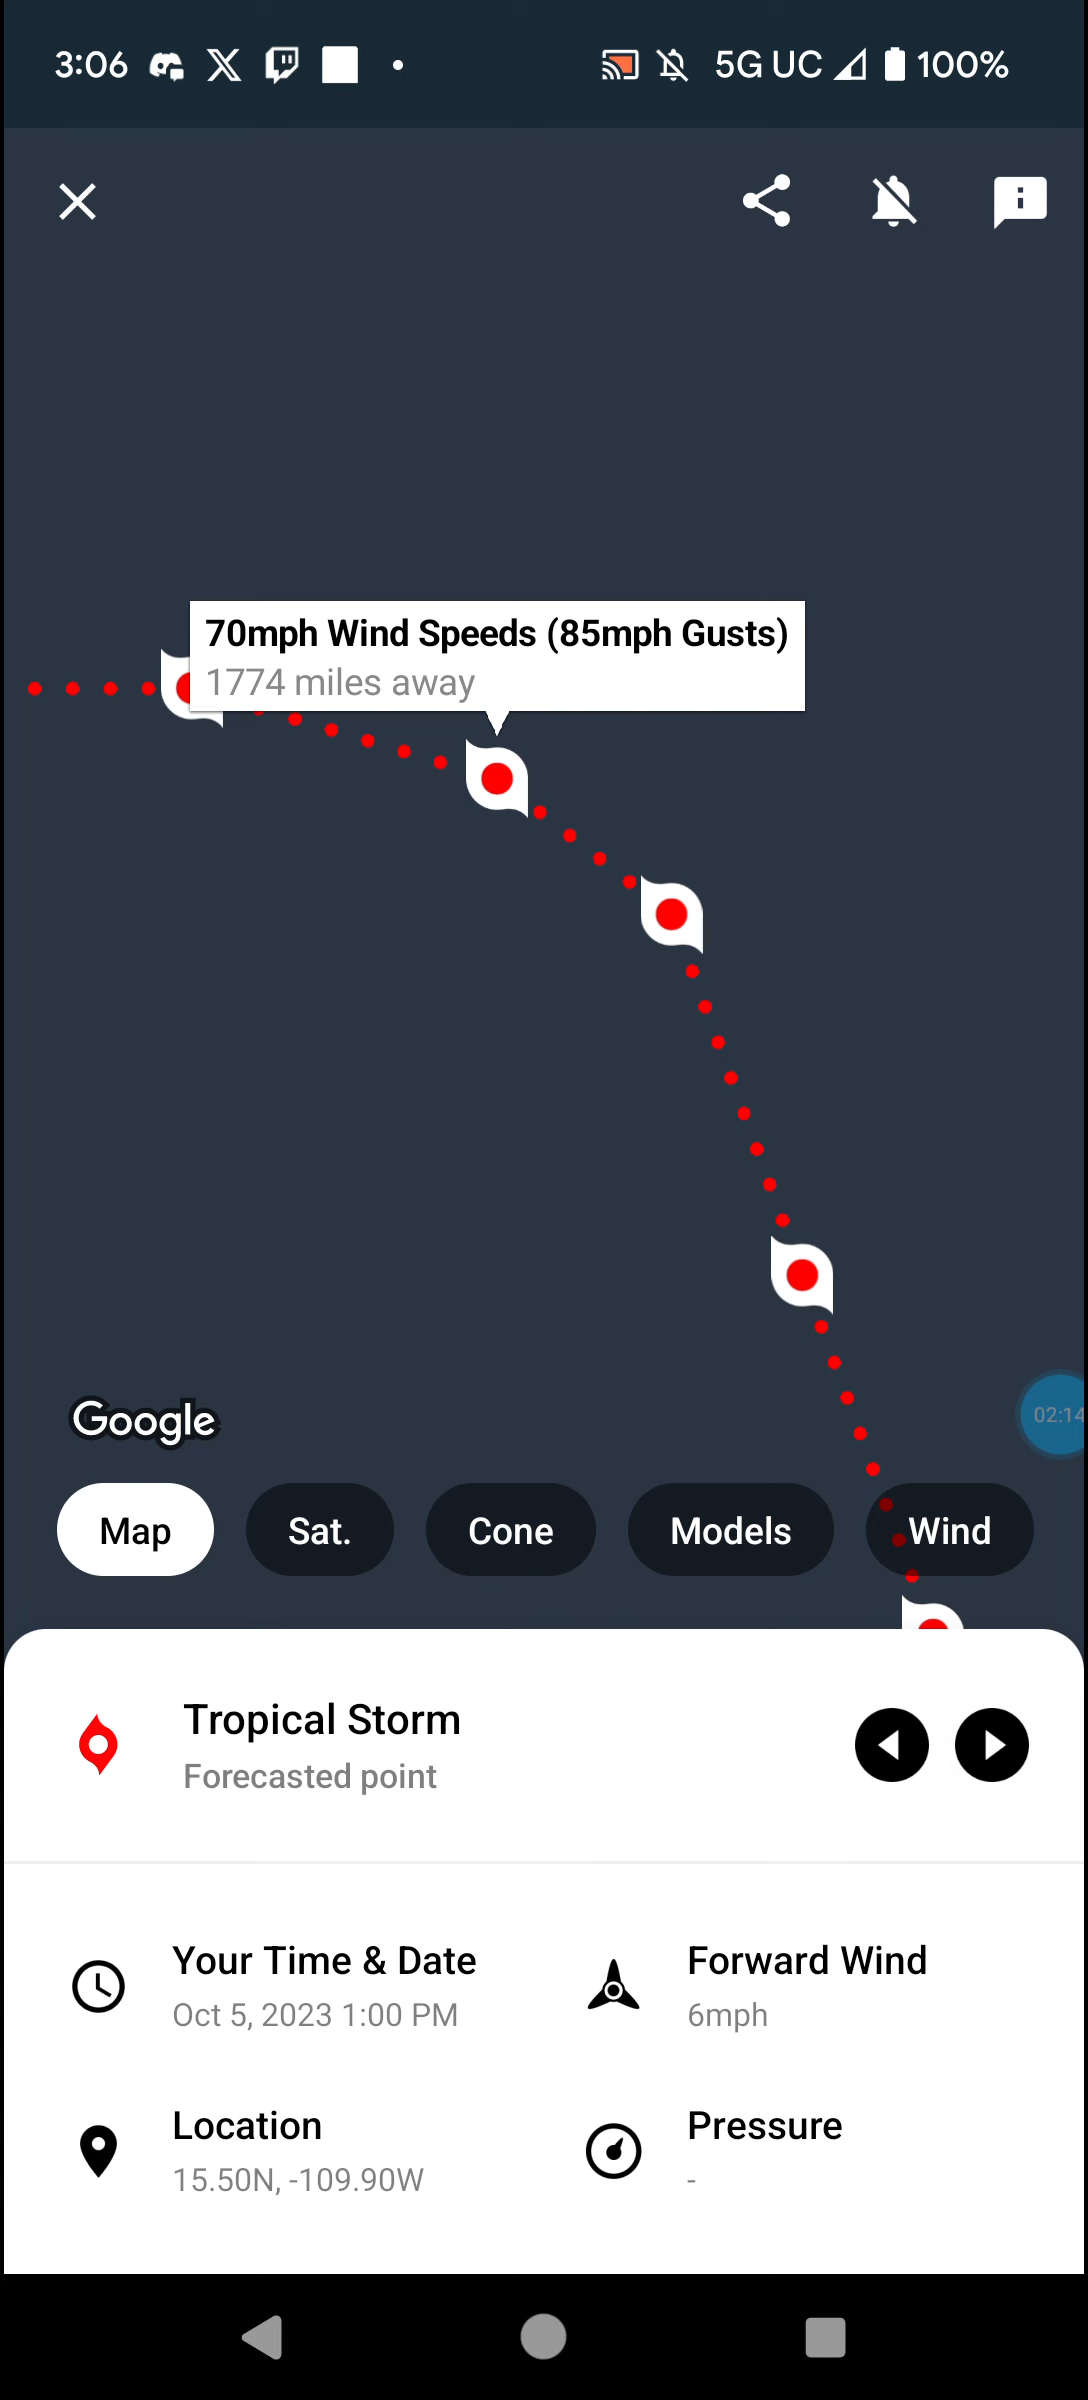 3:06 5G UC 100%
70mph Wind Speeds (85mph Gusts)
1774 miles away
Google
02:14
Map Sat. Cone Models Wind
Tropical Storm
Forecasted point
Your Time & Date
Oct 5, 2023 1:00 PM
Forward Wind
6mph
Location
15.50N, -109.90W
Pressure
-